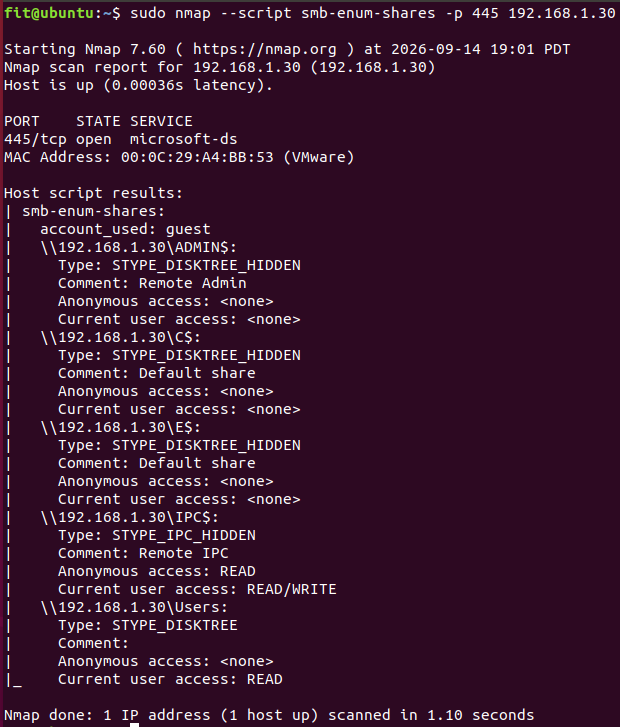 fit@ubuntu:~$ sudo nmap --script smb-enum-shares -p 445 192.168.1.30

Starting Nmap 7.60 ( https://nmap.org ) at 2026-09-14 19:01 PDT
Nmap scan report for 192.168.1.30 (192.168.1.30)
Host is up (0.00036s latency).

PORT    STATE SERVICE
445/tcp open  microsoft-ds
MAC Address: 00:0C:29:A4:BB:53 (VMware)

Host script results:
| smb-enum-shares:
|   account_used: guest
|   \\192.168.1.30\ADMIN$:
|     Type: STYPE_DISKTREE_HIDDEN
|     Comment: Remote Admin
|     Anonymous access: <none>
|     Current user access: <none>
|   \\192.168.1.30\C$:
|     Type: STYPE_DISKTREE_HIDDEN
|     Comment: Default share
|     Anonymous access: <none>
|     Current user access: <none>
|   \\192.168.1.30\E$:
|     Type: STYPE_DISKTREE_HIDDEN
|     Comment: Default share
|     Anonymous access: <none>
|     Current user access: <none>
|   \\192.168.1.30\IPC$:
|     Type: STYPE_IPC_HIDDEN
|     Comment: Remote IPC
|     Anonymous access: READ
|     Current user access: READ/WRITE
|   \\192.168.1.30\Users:
|     Type: STYPE_DISKTREE
|     Comment:
|     Anonymous access: <none>
|_    Current user access: READ

Nmap done: 1 IP address (1 host up) scanned in 1.10 seconds